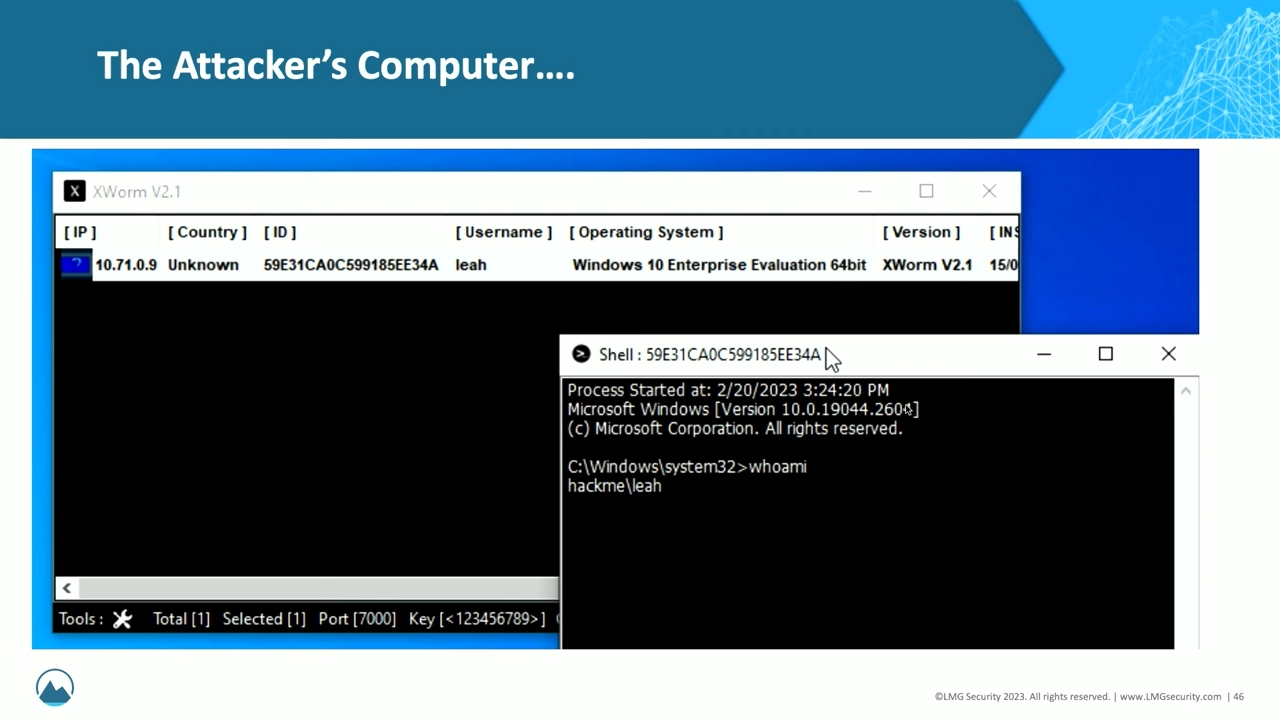 The Attacker's Computer....
X XWorm V2.1
[ IP ] [ Country ] [ ID ] [ Username ] [ Operating System ] [ Version ] [ INS
? 10.71.0.9 Unknown 59E31CA0C599185EE34A leah Windows 10 Enterprise Evaluation 64bit XWorm V2.1 15/0
Shell : 59E31CA0C599185EE34A
Process Started at: 2/20/2023 3:24:20 PM
Microsoft Windows [Version 10.0.19044.2604]
(c) Microsoft Corporation. All rights reserved.
C:\Windows\system32>whoami
hackme\leah
Tools : Total [1] Selected [1] Port [7000] Key [<123456789>]
©LMG Security 2023. All rights reserved. | www.LMGsecurity.com | 46